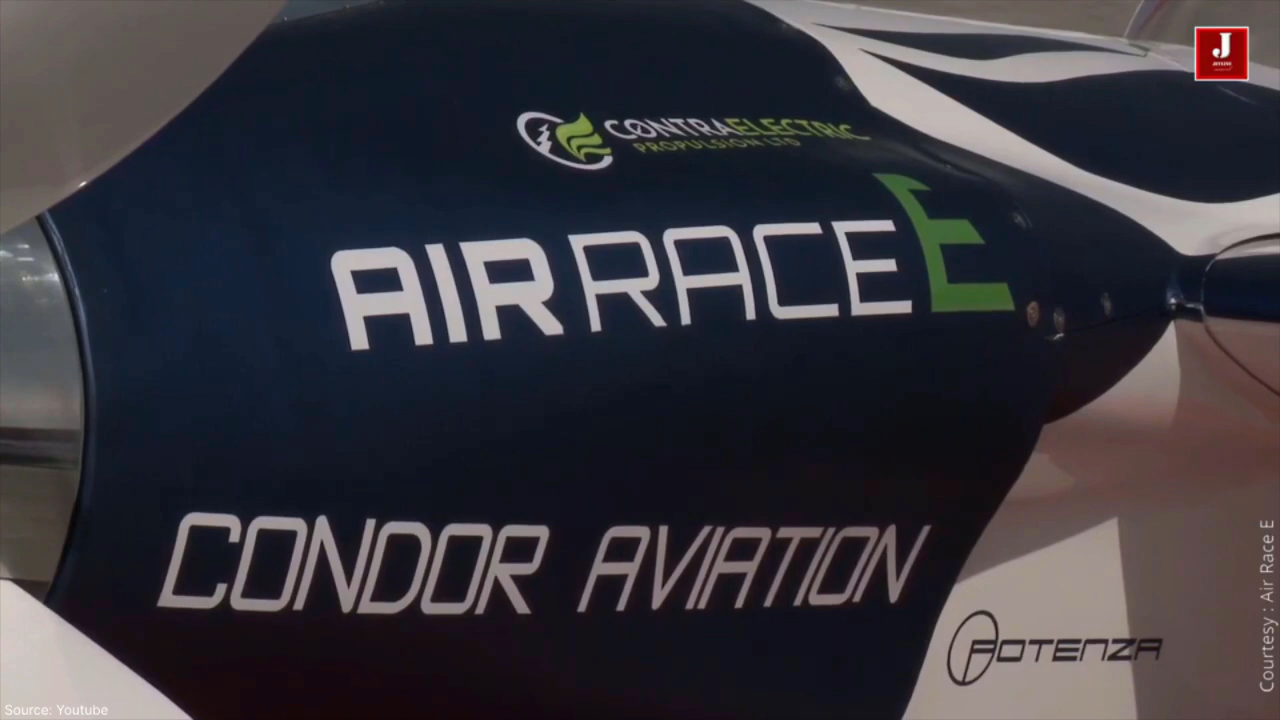 J
CONTRAELECTRIC
PROPULSION LTD
AIR RACE E
CONDOR AVIATION
POTENZA
Courtesy : Air Race E
Source: Youtube